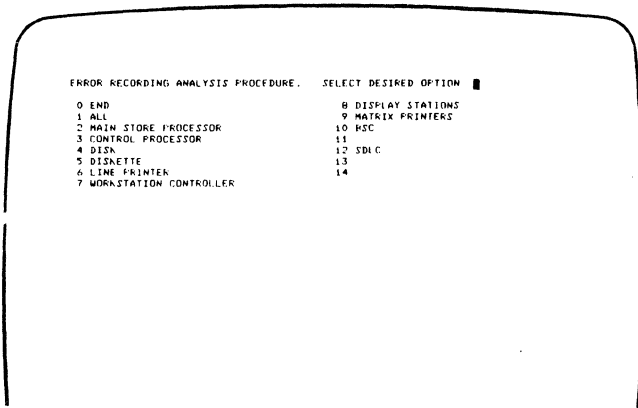 ERROR RECORDING ANALYSIS PROCEDURE. SELECT DESIRED OPTION
0 END
1 ALL
2 MAIN STORE PROCESSOR
3 CONTROL PROCESSOR
4 DISK
5 DISKETTE
6 LINE PRINTER
7 WORKSTATION CONTROLLER
8 DISPLAY STATIONS
9 MATRIX PRINTERS
10 BSC
11
12 SDLC
13
14